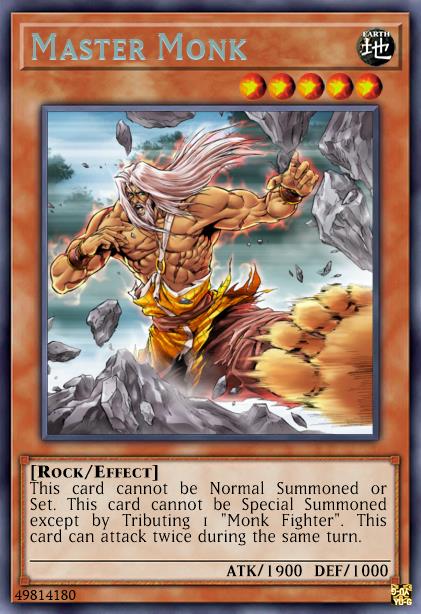 MASTER MONK
EARTH
地
[ROCK/EFFECT]
This card cannot be Normal Summoned or
Set. This card cannot be Special Summoned
except by Tributing 1 "Monk Fighter". This
card can attack twice during the same turn.
ATK/1900 DEF/1000
49814180